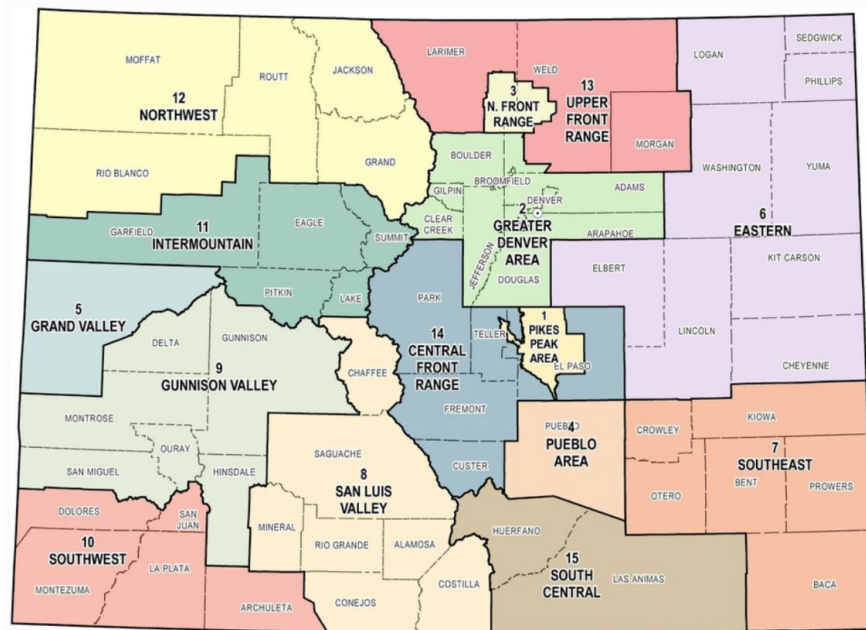 SEDGWICK
LARIMER
WELD
LOGAN
MOFFAT
JACKSON
ROUTT
PHILLIPS
3
N. FRONT
RANGE
13
UPPER
FRONT
RANGE
12
NORTHWEST
MORGAN
BOULDER
GRAND
RIO BLANCO
WASHINGTON
YUMA
BROOMFIELD
GILPIN
ADAMS
DENVER
CLEAR
CREEK
2
GREATER
DENVER
AREA
6
EASTERN
11
INTERMOUNTAIN
GARFIELD
EAGLE
SUMMIT
ARAPAHOE
JEFFERSON
DOUGLAS
ELBERT
KIT CARSON
PITKIN
LAKE
PARK
5
GRAND VALLEY
1
PIKES
PEAK
AREA
TELLER
14
CENTRAL
FRONT
RANGE
LINCOLN
DELTA
GUNNISON
9
GUNNISON VALLEY
CHAFFEE
EL PASO
CHEYENNE
FREMONT
MONTROSE
PUEBLO
4
PUEBLO
AREA
CROWLEY
KIOWA
OURAY
SAGUACHE
7
SOUTHEAST
SAN MIGUEL
HINSDALE
8
SAN LUIS
VALLEY
CUSTER
OTERO
BENT
PROWERS
DOLORES
SAN
JUAN
MINERAL
RIO GRANDE
ALAMOSA
HUERFANO
10
SOUTHWEST
LA PLATA
15
SOUTH
CENTRAL
LAS ANIMAS
MONTEZUMA
ARCHULETA
CONEJOS
COSTILLA
BACA